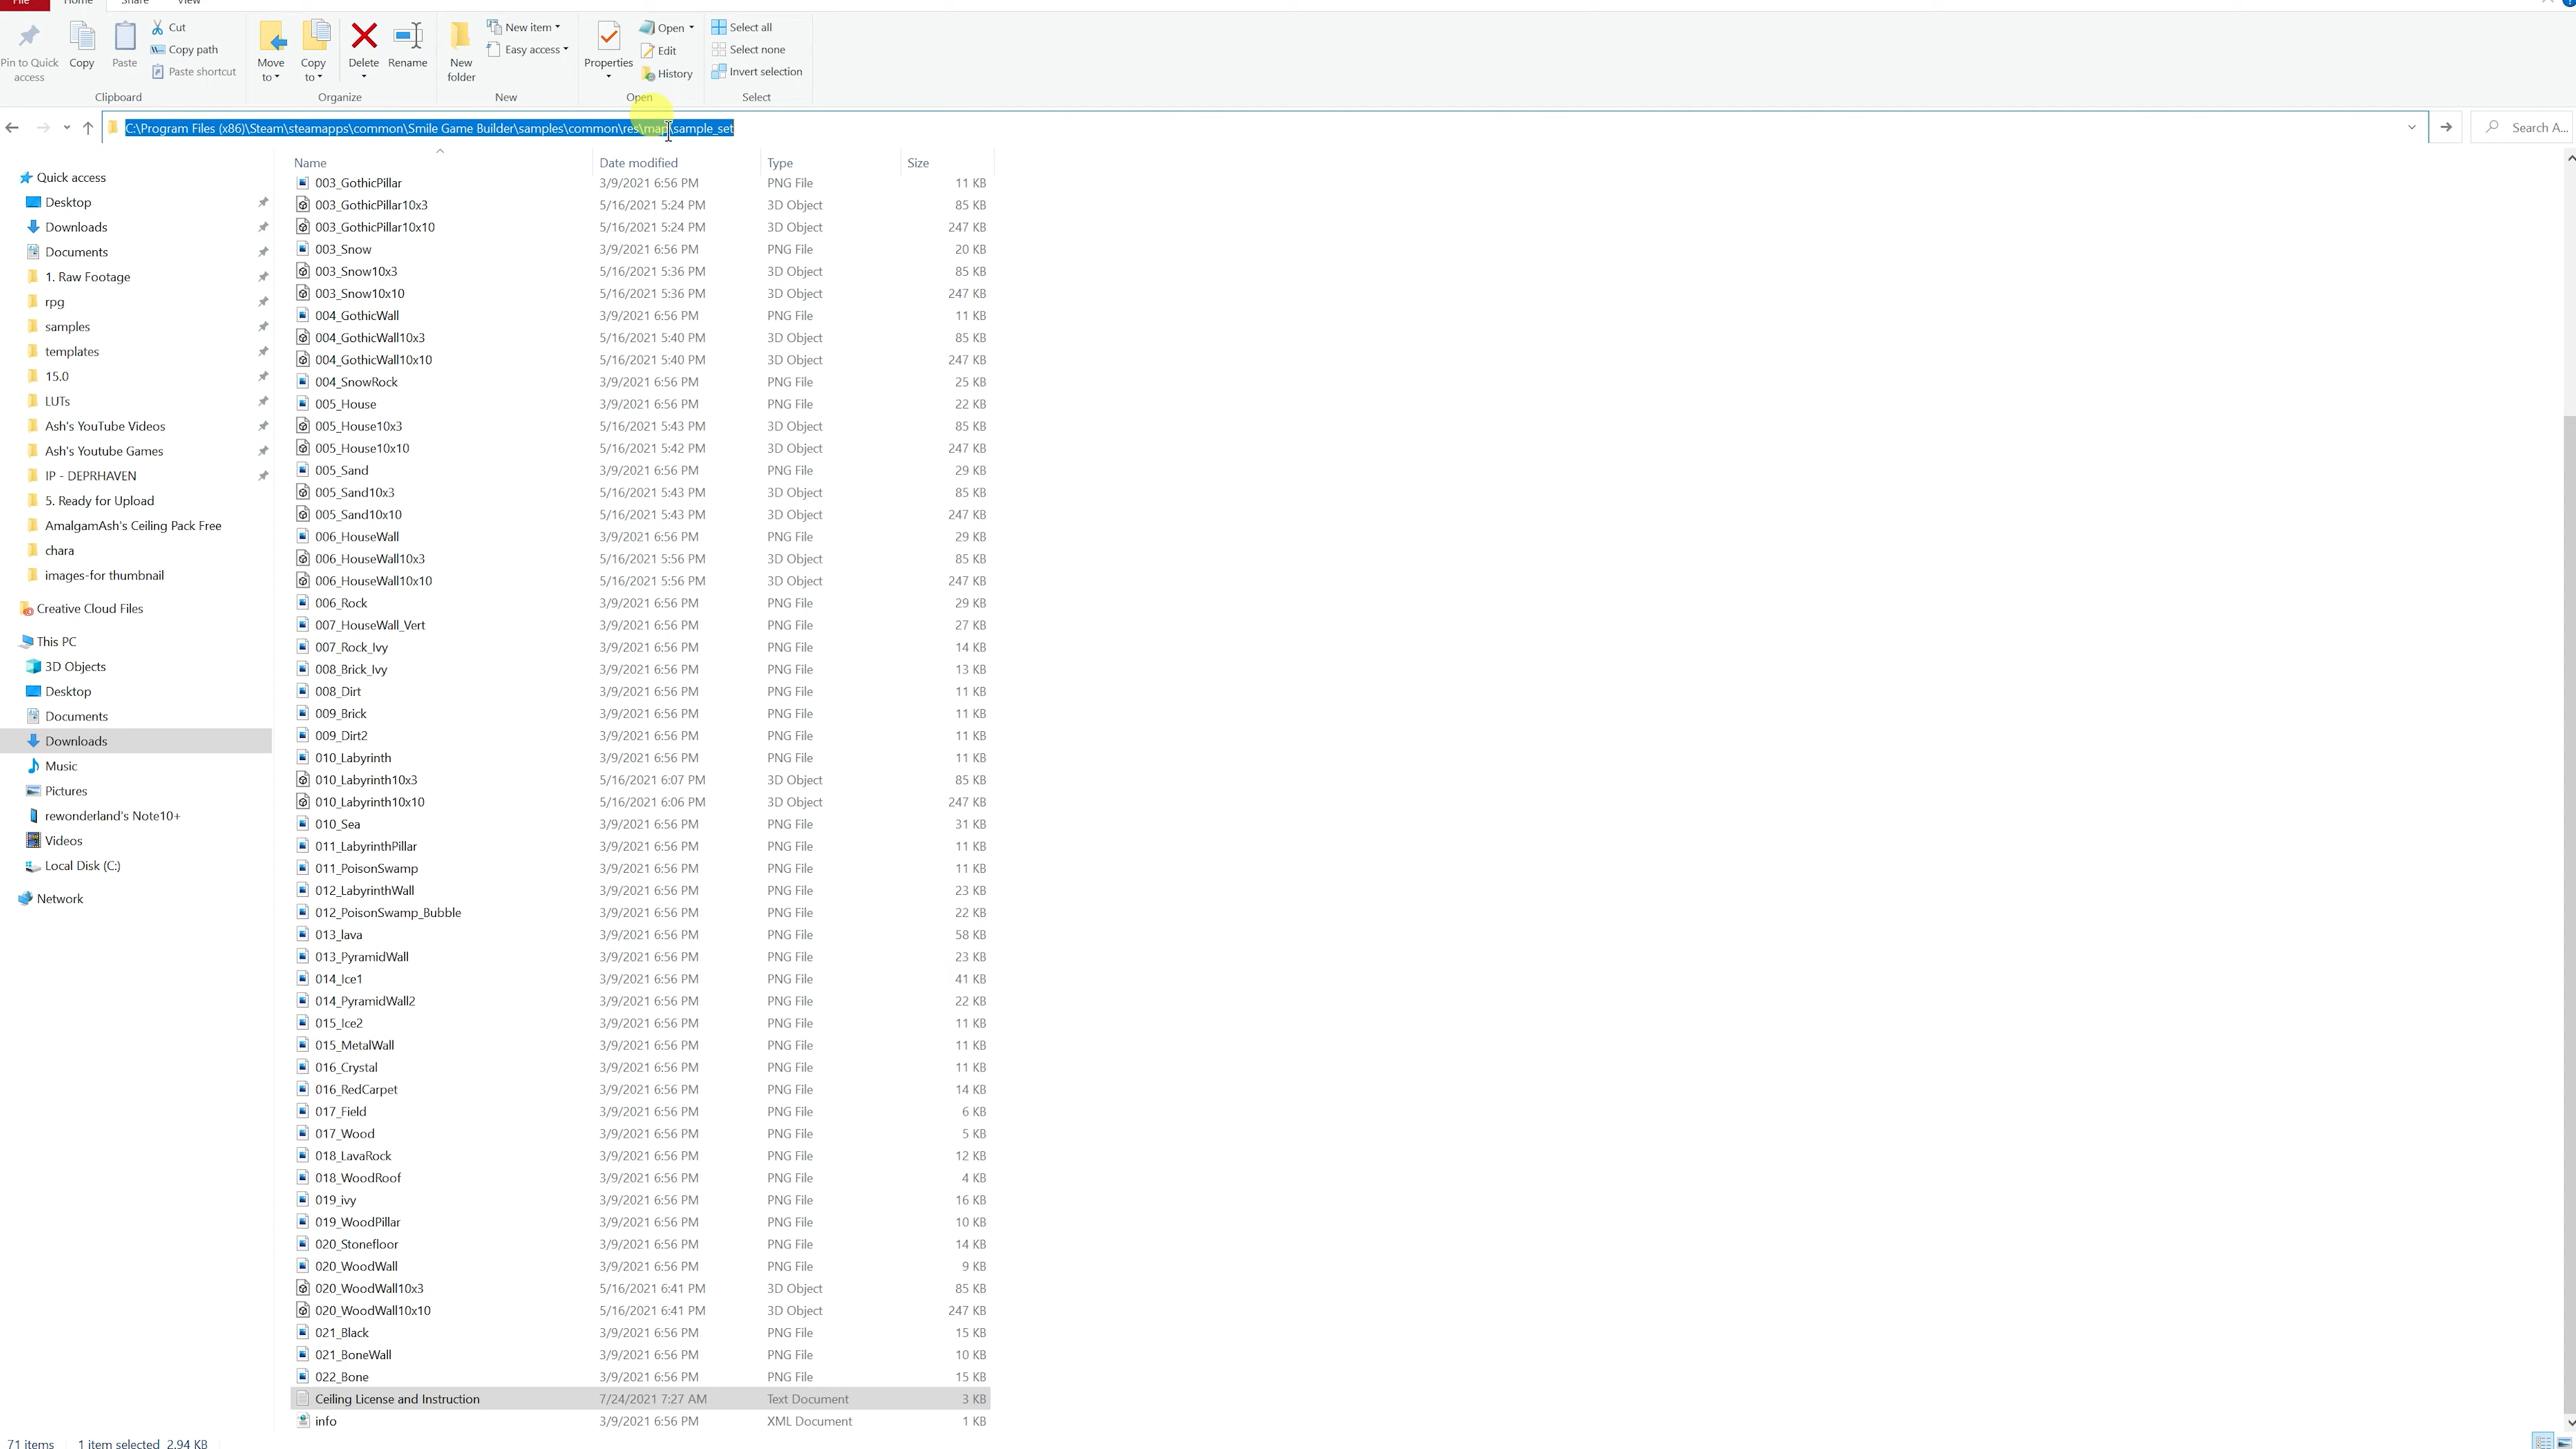 File Home Share View
Pin to Quick access
Copy
Paste
Cut
Copy path
Paste shortcut
Clipboard
Move to
Copy to
Delete
Rename
Organize
New folder
New item
Easy access
New
Properties
Open
Edit
History
Open
Select all
Select none
Invert selection
Select
C:\Program Files (x86)\Steam\steamapps\common\Smile Game Builder\samples\common\res\map\sample_set
Search A...
Quick access
Desktop
Downloads
Documents
1. Raw Footage
rpg
samples
templates
15.0
LUTs
Ash's YouTube Videos
Ash's Youtube Games
IP - DEPRHAVEN
5. Ready for Upload
AmalgamAsh's Ceiling Pack Free
chara
images-for thumbnail
Creative Cloud Files
This PC
3D Objects
Desktop
Documents
Downloads
Music
Pictures
rewonderland's Note10+
Videos
Local Disk (C:)
Network
Name Date modified Type Size
003_GothicPillar 3/9/2021 6:56 PM PNG File 11 KB
003_GothicPillar10x3 5/16/2021 5:24 PM 3D Object 85 KB
003_GothicPillar10x10 5/16/2021 5:24 PM 3D Object 247 KB
003_Snow 3/9/2021 6:56 PM PNG File 20 KB
003_Snow10x3 5/16/2021 5:36 PM 3D Object 85 KB
003_Snow10x10 5/16/2021 5:36 PM 3D Object 247 KB
004_GothicWall 3/9/2021 6:56 PM PNG File 11 KB
004_GothicWall10x3 5/16/2021 5:40 PM 3D Object 85 KB
004_GothicWall10x10 5/16/2021 5:40 PM 3D Object 247 KB
004_SnowRock 3/9/2021 6:56 PM PNG File 25 KB
005_House 3/9/2021 6:56 PM PNG File 22 KB
005_House10x3 5/16/2021 5:43 PM 3D Object 85 KB
005_House10x10 5/16/2021 5:42 PM 3D Object 247 KB
005_Sand 3/9/2021 6:56 PM PNG File 29 KB
005_Sand10x3 5/16/2021 5:43 PM 3D Object 85 KB
005_Sand10x10 5/16/2021 5:43 PM 3D Object 247 KB
006_HouseWall 3/9/2021 6:56 PM PNG File 29 KB
006_HouseWall10x3 5/16/2021 5:56 PM 3D Object 85 KB
006_HouseWall10x10 5/16/2021 5:56 PM 3D Object 247 KB
006_Rock 3/9/2021 6:56 PM PNG File 29 KB
007_HouseWall_Vert 3/9/2021 6:56 PM PNG File 27 KB
007_Rock_Ivy 3/9/2021 6:56 PM PNG File 14 KB
008_Brick_Ivy 3/9/2021 6:56 PM PNG File 13 KB
008_Dirt 3/9/2021 6:56 PM PNG File 11 KB
009_Brick 3/9/2021 6:56 PM PNG File 11 KB
009_Dirt2 3/9/2021 6:56 PM PNG File 11 KB
010_Labyrinth 3/9/2021 6:56 PM PNG File 11 KB
010_Labyrinth10x3 5/16/2021 6:07 PM 3D Object 85 KB
010_Labyrinth10x10 5/16/2021 6:06 PM 3D Object 247 KB
010_Sea 3/9/2021 6:56 PM PNG File 31 KB
011_LabyrinthPillar 3/9/2021 6:56 PM PNG File 11 KB
011_PoisonSwamp 3/9/2021 6:56 PM PNG File 11 KB
012_LabyrinthWall 3/9/2021 6:56 PM PNG File 23 KB
012_PoisonSwamp_Bubble 3/9/2021 6:56 PM PNG File 22 KB
013_lava 3/9/2021 6:56 PM PNG File 58 KB
013_PyramidWall 3/9/2021 6:56 PM PNG File 23 KB
014_Ice1 3/9/2021 6:56 PM PNG File 41 KB
014_PyramidWall2 3/9/2021 6:56 PM PNG File 22 KB
015_Ice2 3/9/2021 6:56 PM PNG File 11 KB
015_MetalWall 3/9/2021 6:56 PM PNG File 11 KB
016_Crystal 3/9/2021 6:56 PM PNG File 11 KB
016_RedCarpet 3/9/2021 6:56 PM PNG File 14 KB
017_Field 3/9/2021 6:56 PM PNG File 6 KB
017_Wood 3/9/2021 6:56 PM PNG File 5 KB
018_LavaRock 3/9/2021 6:56 PM PNG File 12 KB
018_WoodRoof 3/9/2021 6:56 PM PNG File 4 KB
019_ivy 3/9/2021 6:56 PM PNG File 16 KB
019_WoodPillar 3/9/2021 6:56 PM PNG File 10 KB
020_Stonefloor 3/9/2021 6:56 PM PNG File 14 KB
020_WoodWall 3/9/2021 6:56 PM PNG File 9 KB
020_WoodWall10x3 5/16/2021 6:41 PM 3D Object 85 KB
020_WoodWall10x10 5/16/2021 6:41 PM 3D Object 247 KB
021_Black 3/9/2021 6:56 PM PNG File 15 KB
021_BoneWall 3/9/2021 6:56 PM PNG File 10 KB
022_Bone 3/9/2021 6:56 PM PNG File 15 KB
Ceiling License and Instruction 7/24/2021 7:27 AM Text Document 3 KB
info 3/9/2021 6:56 PM XML Document 1 KB
71 items 1 item selected 2.94 KB